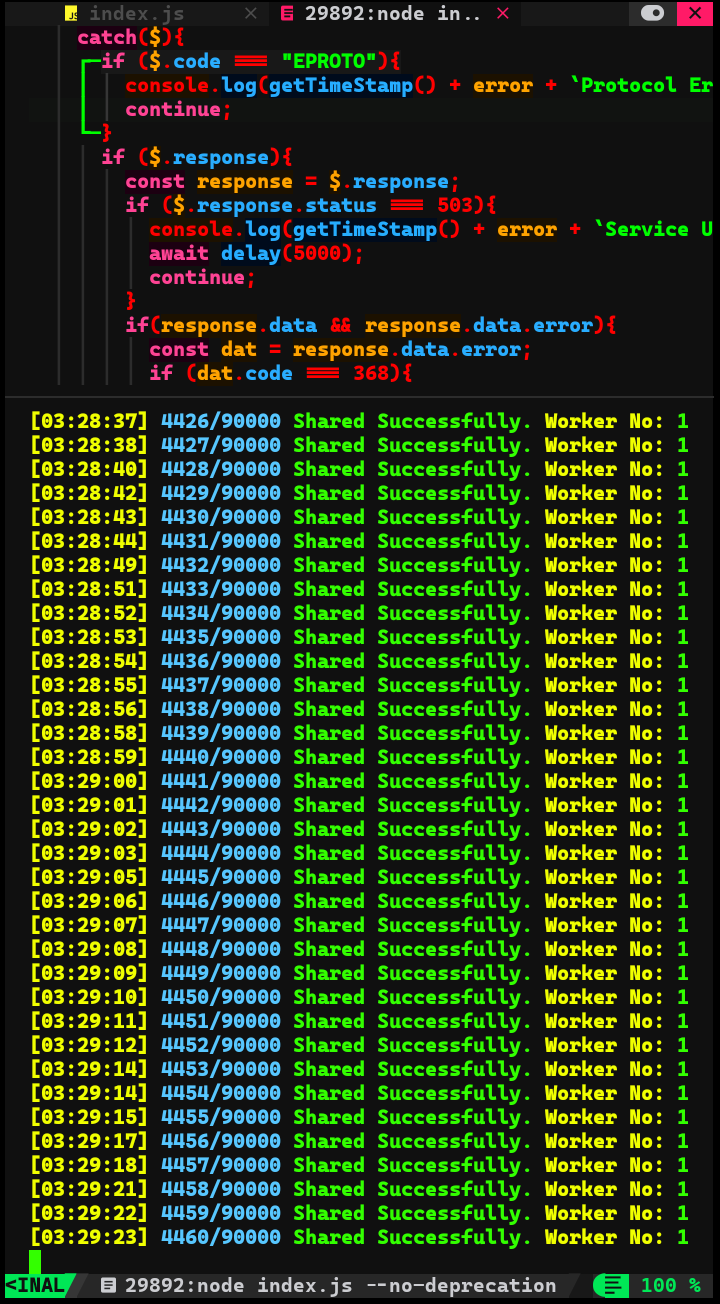 index.js × 29892:node in.. × ×
catch($){
if ($.code === "EPROTO"){
console.log(getTimeStamp() + error + `Protocol Er
continue;
}
if ($.response){
const response = $.response;
if ($.response.status === 503){
console.log(getTimeStamp() + error + `Service U
await delay(5000);
continue;
}
if(response.data && response.data.error){
const dat = response.data.error;
if (dat.code === 368){
[03:28:37] 4426/90000 Shared Successfully. Worker No: 1
[03:28:38] 4427/90000 Shared Successfully. Worker No: 1
[03:28:40] 4428/90000 Shared Successfully. Worker No: 1
[03:28:42] 4429/90000 Shared Successfully. Worker No: 1
[03:28:43] 4430/90000 Shared Successfully. Worker No: 1
[03:28:44] 4431/90000 Shared Successfully. Worker No: 1
[03:28:49] 4432/90000 Shared Successfully. Worker No: 1
[03:28:51] 4433/90000 Shared Successfully. Worker No: 1
[03:28:52] 4434/90000 Shared Successfully. Worker No: 1
[03:28:53] 4435/90000 Shared Successfully. Worker No: 1
[03:28:54] 4436/90000 Shared Successfully. Worker No: 1
[03:28:55] 4437/90000 Shared Successfully. Worker No: 1
[03:28:56] 4438/90000 Shared Successfully. Worker No: 1
[03:28:58] 4439/90000 Shared Successfully. Worker No: 1
[03:28:59] 4440/90000 Shared Successfully. Worker No: 1
[03:29:00] 4441/90000 Shared Successfully. Worker No: 1
[03:29:01] 4442/90000 Shared Successfully. Worker No: 1
[03:29:02] 4443/90000 Shared Successfully. Worker No: 1
[03:29:03] 4444/90000 Shared Successfully. Worker No: 1
[03:29:05] 4445/90000 Shared Successfully. Worker No: 1
[03:29:06] 4446/90000 Shared Successfully. Worker No: 1
[03:29:07] 4447/90000 Shared Successfully. Worker No: 1
[03:29:08] 4448/90000 Shared Successfully. Worker No: 1
[03:29:09] 4449/90000 Shared Successfully. Worker No: 1
[03:29:10] 4450/90000 Shared Successfully. Worker No: 1
[03:29:11] 4451/90000 Shared Successfully. Worker No: 1
[03:29:12] 4452/90000 Shared Successfully. Worker No: 1
[03:29:14] 4453/90000 Shared Successfully. Worker No: 1
[03:29:14] 4454/90000 Shared Successfully. Worker No: 1
[03:29:15] 4455/90000 Shared Successfully. Worker No: 1
[03:29:17] 4456/90000 Shared Successfully. Worker No: 1
[03:29:18] 4457/90000 Shared Successfully. Worker No: 1
[03:29:21] 4458/90000 Shared Successfully. Worker No: 1
[03:29:22] 4459/90000 Shared Successfully. Worker No: 1
[03:29:23] 4460/90000 Shared Successfully. Worker No: 1
<INAL 29892:node index.js --no-deprecation 100 %